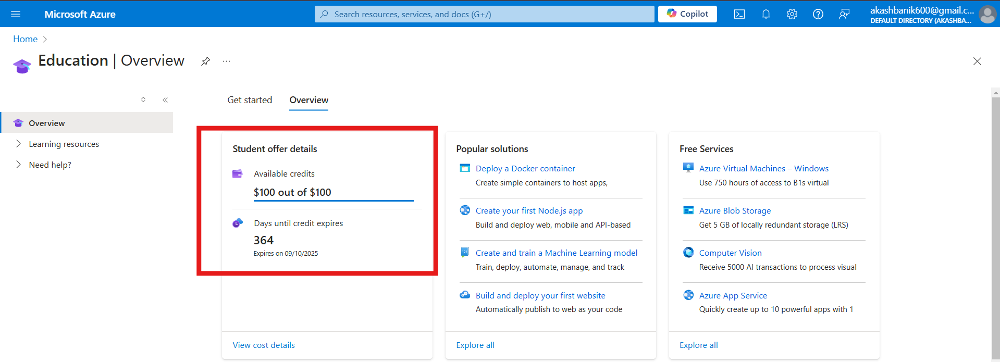 Microsoft Azure
Search resources, services, and docs (G+/)
Copilot
akashbanik600@gmail.c...
DEFAULT DIRECTORY (AKASHBA...
Home
Education | Overview
Overview
Learning resources
Need help?
Get started
Overview
Student offer details
Available credits
$100 out of $100
Days until credit expires
364
Expires on 09/10/2025
View cost details
Popular solutions
Deploy a Docker container
Create simple containers to host apps,
Create your first Node.js app
Build and deploy web, mobile and API-based
Create and train a Machine Learning model
Train, deploy, automate, manage, and track
Build and deploy your first website
Automatically publish to web as your code
Explore all
Free Services
Azure Virtual Machines – Windows
Use 750 hours of access to B1s virtual
Azure Blob Storage
Get 5 GB of locally redundant storage (LRS)
Computer Vision
Receive 5000 AI transactions to process visual
Azure App Service
Quickly create up to 10 powerful apps with 1
Explore all